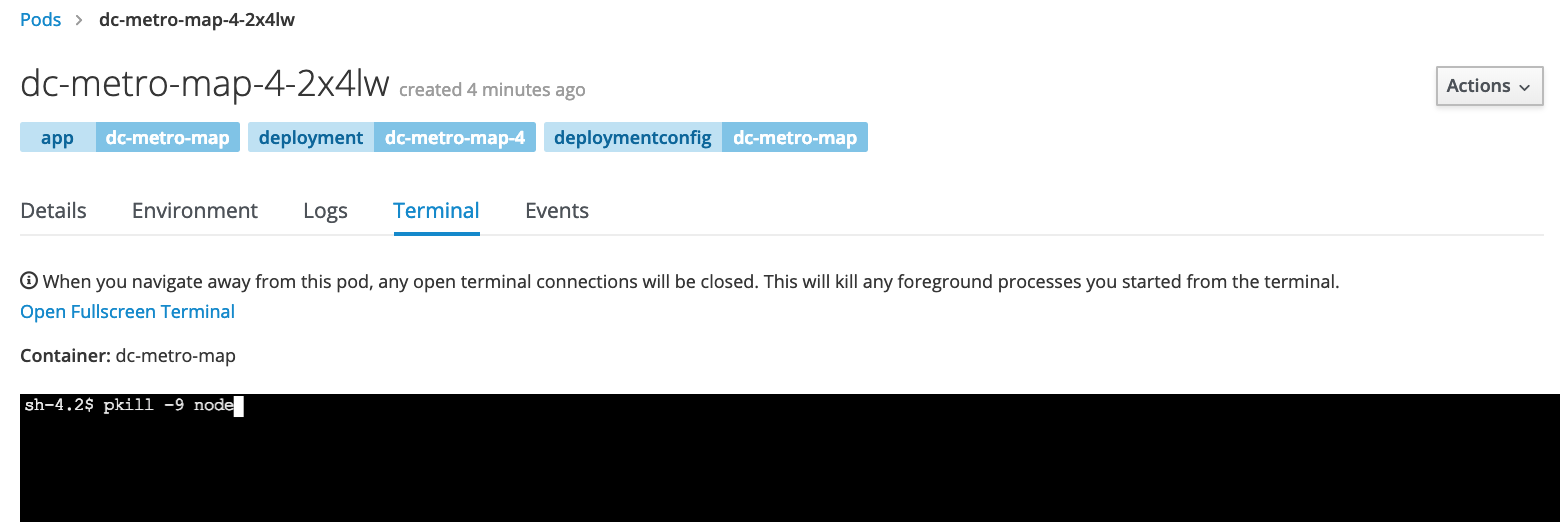 Pods > dc-metro-map-4-2x4lw
dc-metro-map-4-2x4lw created 4 minutes ago
Actions
app dc-metro-map deployment dc-metro-map-4 deploymentconfig dc-metro-map
Details Environment Logs Terminal Events
When you navigate away from this pod, any open terminal connections will be closed. This will kill any foreground processes you started from the terminal.
Open Fullscreen Terminal
Container: dc-metro-map
sh-4.2$ pkill -9 node